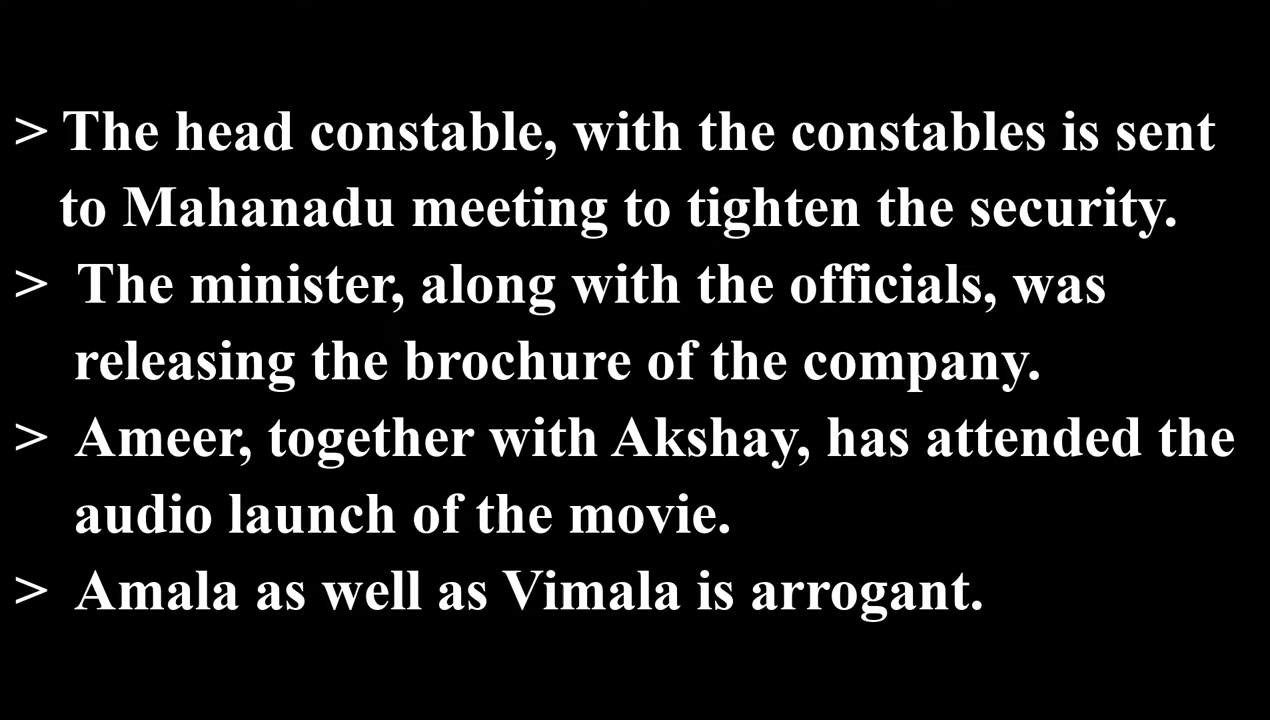 > The head constable, with the constables is sent
to Mahanadu meeting to tighten the security.
> The minister, along with the officials, was
releasing the brochure of the company.
> Ameer, together with Akshay, has attended the
audio launch of the movie.
> Amala as well as Vimala is arrogant.